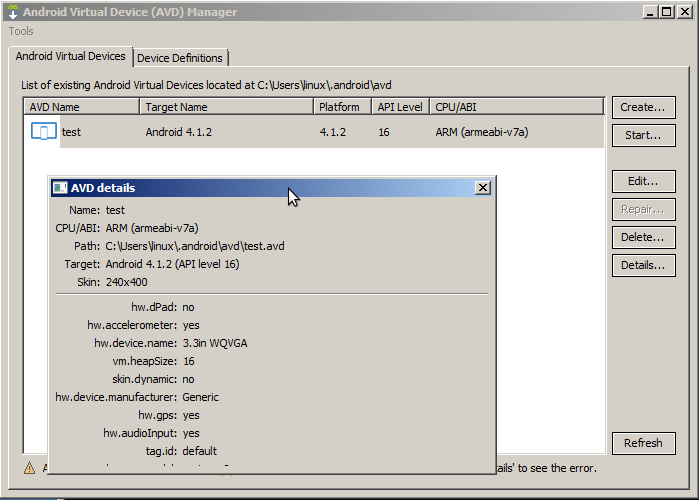 Android Virtual Device (AVD) Manager
Tools
Android Virtual Devices Device Definitions
List of existing Android Virtual Devices located at C:\Users\linux\.android\avd
AVD Name Target Name Platform API Level CPU/ABI
test Android 4.1.2 4.1.2 16 ARM (armeabi-v7a)
Create...
Start...
Edit...
Repair...
Delete...
Details...
Refresh
AVD details
Name: test
CPU/ABI: ARM (armeabi-v7a)
Path: C:\Users\linux\.android\avd\test.avd
Target: Android 4.1.2 (API level 16)
Skin: 240x400
hw.dPad: no
hw.accelerometer: yes
hw.device.name: 3.3in WQVGA
vm.heapSize: 16
skin.dynamic: no
hw.device.manufacturer: Generic
hw.gps: yes
hw.audioInput: yes
tag.id: default
ails' to see the error.